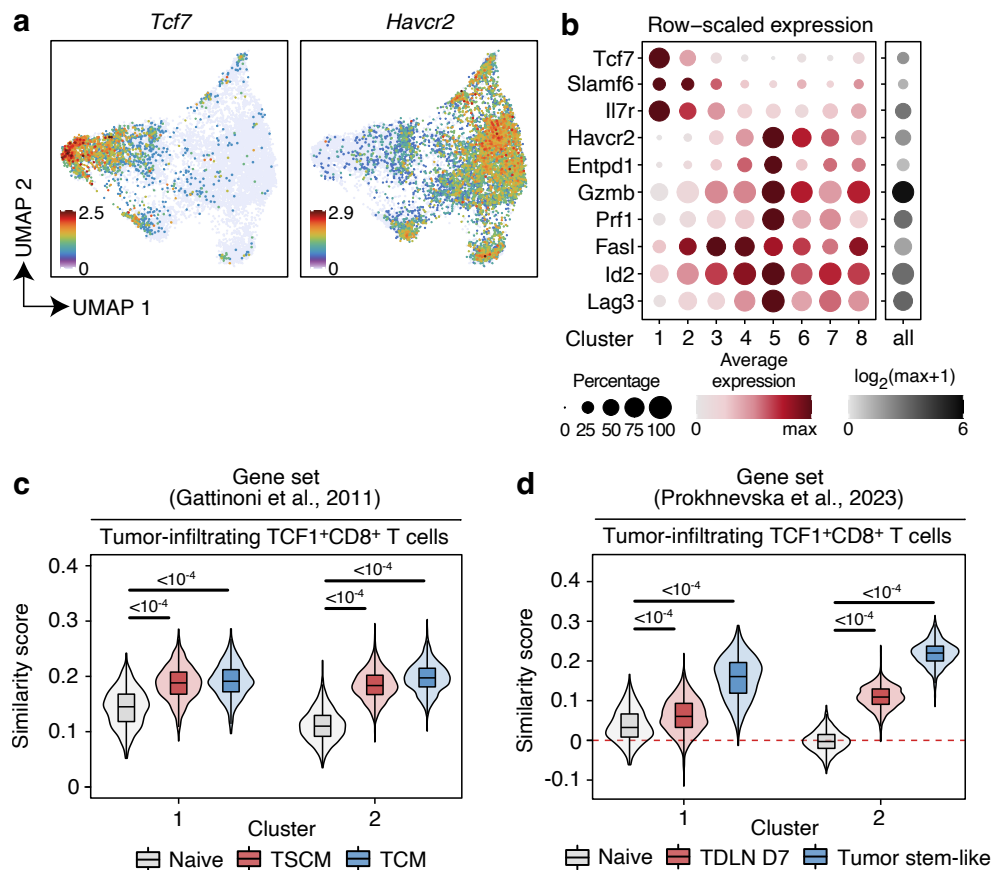 a
Tcf7
Havcr2
2.5
0
2.9
0
UMAP 2
UMAP 1
b
Row−scaled expression
Tcf7
Slamf6
Il7r
Havcr2
Entpd1
Gzmb
Prf1
Fasl
Id2
Lag3
Cluster 1 2 3 4 5 6 7 8 all
Percentage
0 25 50 75 100
Average
expression
0 max
log2(max+1)
0 6
c
Gene set
(Gattinoni et al., 2011)
Tumor-infiltrating TCF1+CD8+ T cells
Similarity score
0.4
0.3
0.2
0.1
0
<10-4
<10-4
<10-4
<10-4
1 2
Cluster
Naive TSCM TCM
d
Gene set
(Prokhnevska et al., 2023)
Tumor-infiltrating TCF1+CD8+ T cells
Similarity score
0.4
0.3
0.2
0.1
0
-0.1
<10-4
<10-4
<10-4
<10-4
1 2
Cluster
Naive TDLN D7 Tumor stem-like